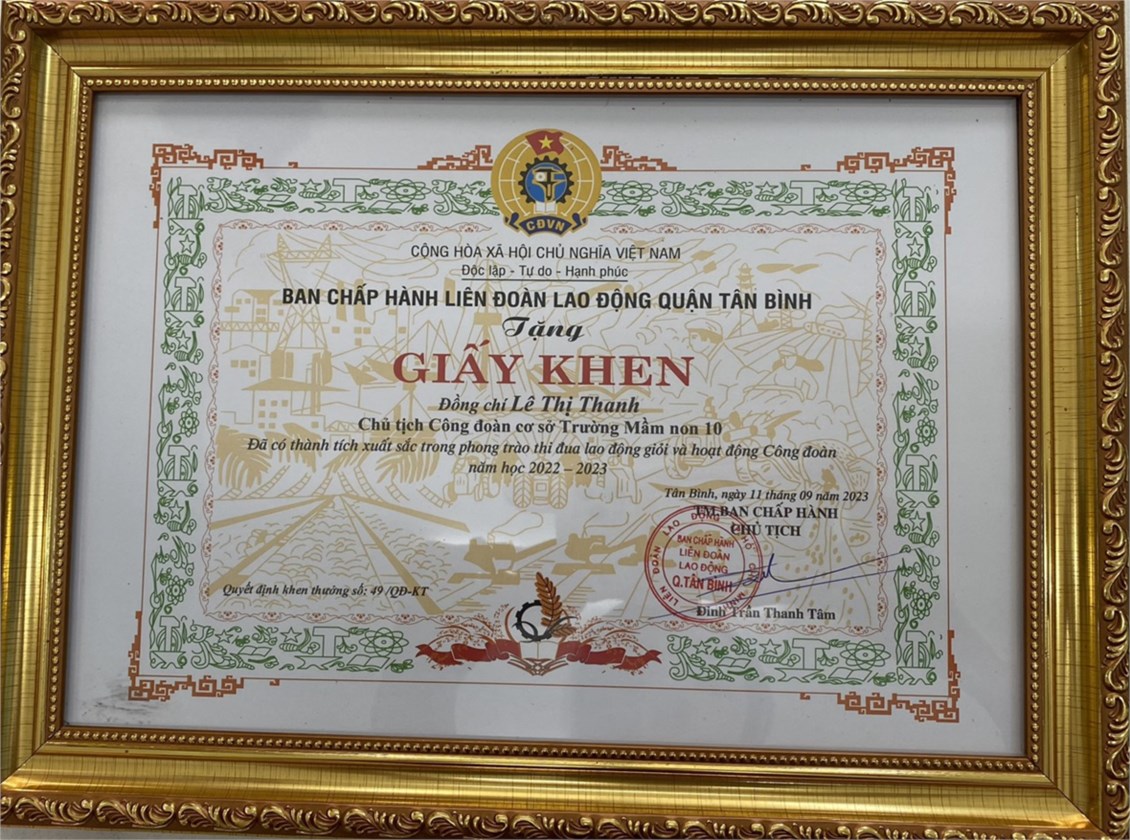 CĐVN
CỘNG HÒA XÃ HỘI CHỦ NGHĨA VIỆT NAM
Độc lập - Tự do - Hạnh phúc
BAN CHẤP HÀNH LIÊN ĐOÀN LAO ĐỘNG QUẬN TÂN BÌNH
Tặng
GIẤY KHEN
Đồng chí Lê Thị Thanh
Chủ tịch Công đoàn cơ sở Trường Mầm non 10
Đã có thành tích xuất sắc trong phong trào thi đua lao động giỏi và hoạt động Công đoàn
năm học 2022 – 2023
Tân Bình, ngày 11 tháng 09 năm 2023
TM.BAN CHẤP HÀNH
CHỦ TỊCH
LIÊN ĐOÀN LAO ĐỘNG
BAN CHẤP HÀNH
LIÊN ĐOÀN
LAO ĐỘNG
Q.TÂN BÌNH
Quyết định khen thưởng số: 49 /QĐ-KT
Đinh Trần Thanh Tâm